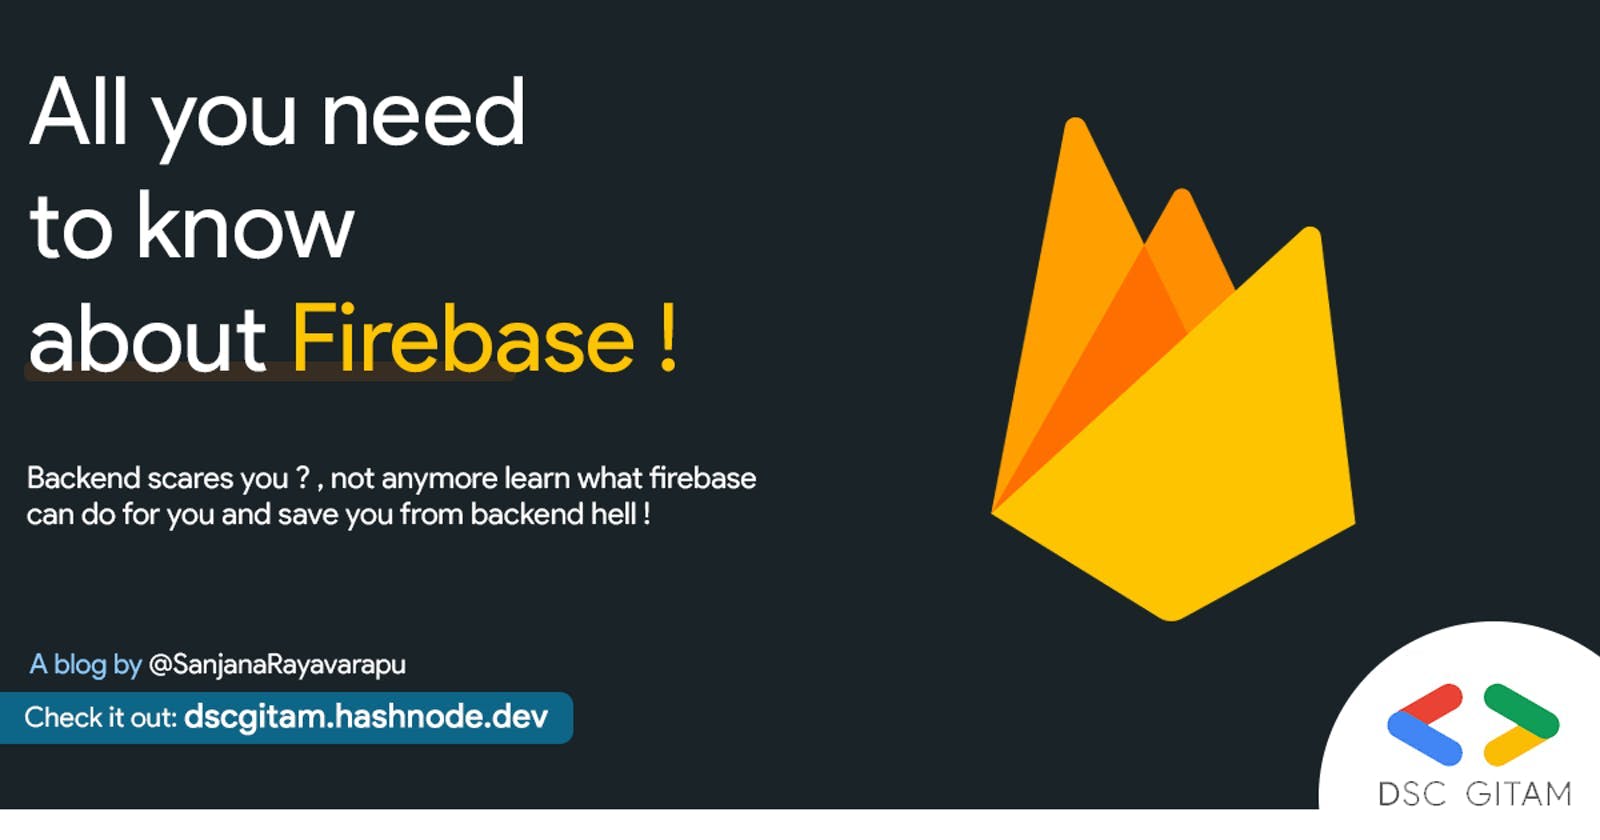 All you need
to know
about Firebase !
Backend scares you ? , not anymore learn what firebase
can do for you and save you from backend hell !
A blog by @SanjanaRayavarapu
Check it out: dscgitam.hashnode.dev
DSC GITAM